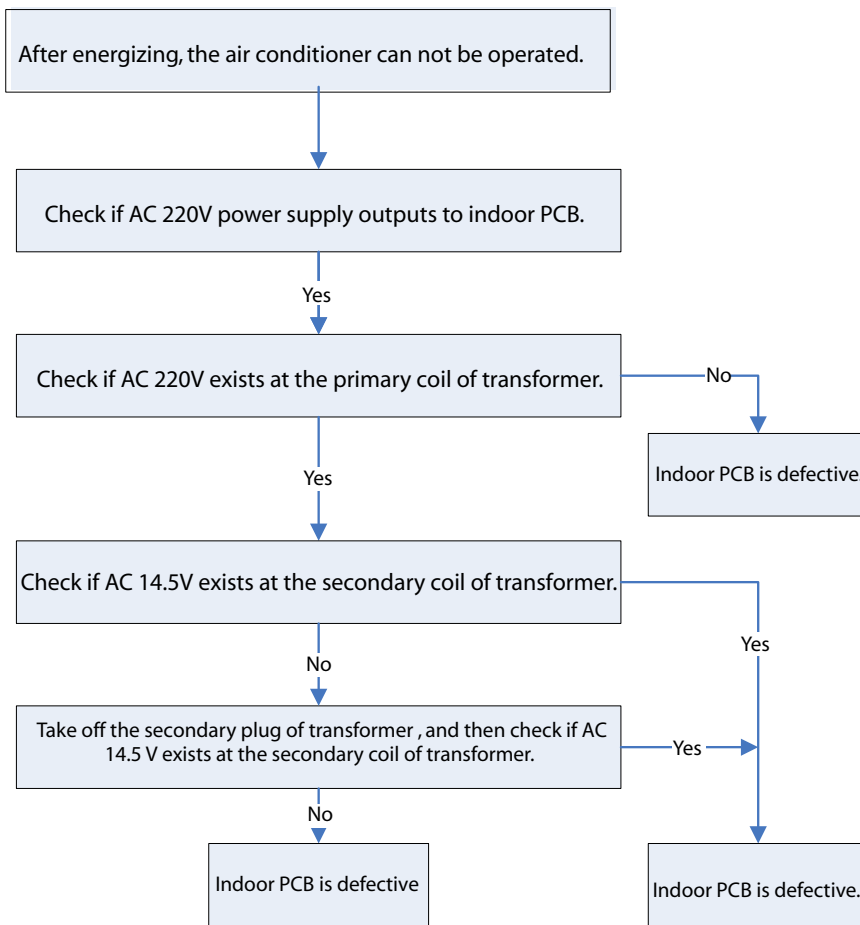 After energizing, the air conditioner can not be operated.
Check if AC 220V power supply outputs to indoor PCB.
Yes
Check if AC 220V exists at the primary coil of transformer.
No
Indoor PCB is defective.
Yes
Check if AC 14.5V exists at the secondary coil of transformer.
Yes
No
Take off the secondary plug of transformer , and then check if AC
14.5 V exists at the secondary coil of transformer.
Yes
No
Indoor PCB is defective
Indoor PCB is defective.